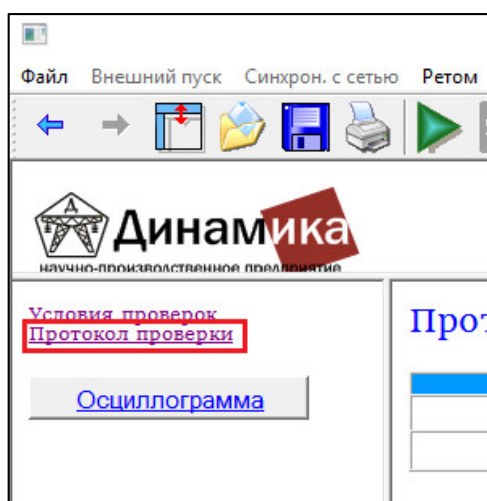 Файл Внешний пуск Синхрон. с сетью Ретом
Динамика
научно-производственное предприятие
Условия проверок
Протокол проверки
Прот
Осциллограмма